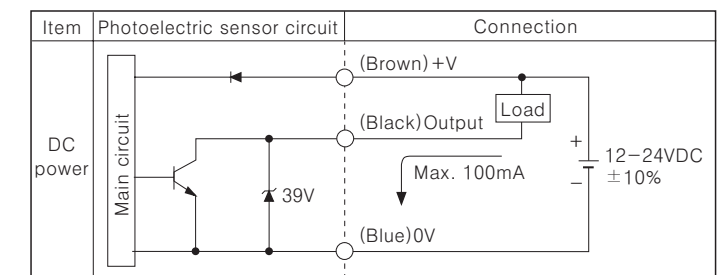 Item Photoelectric sensor circuit Connection
(Brown)+V
Load
(Black)Output
DC
power
Main circuit
39V
Max. 100mA
+
−
12−24VDC
±10%
(Blue)0V